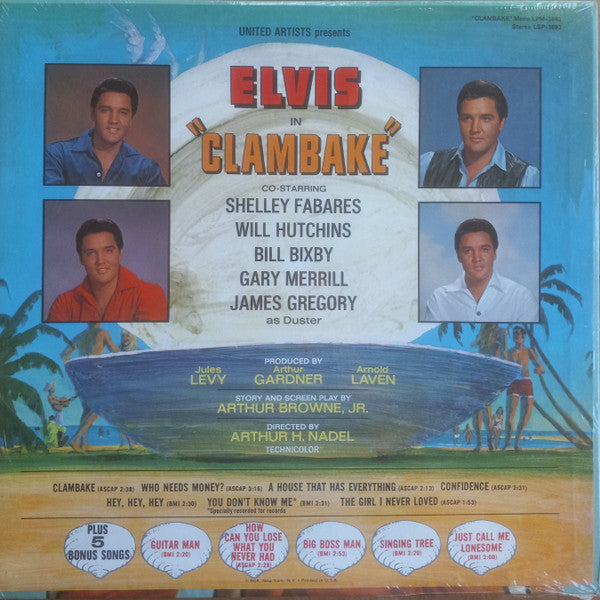 "CLAMBAKE" Mono LPM-3893
Stereo LSP-3893
UNITED ARTISTS presents
ELVIS
IN
"CLAMBAKE"
CO-STARRING
SHELLEY FABARES
WILL HUTCHINS
BILL BIXBY
GARY MERRILL
JAMES GREGORY
as Duster
PRODUCED BY
Jules LEVY Arthur GARDNER Arnold LAVEN
STORY AND SCREEN PLAY BY
ARTHUR BROWNE, JR.
DIRECTED BY
ARTHUR H. NADEL
TECHNICOLOR®
CLAMBAKE (ASCAP 2:38) WHO NEEDS MONEY? (ASCAP 3:16) A HOUSE THAT HAS EVERYTHING (ASCAP 2:13) CONFIDENCE (ASCAP 2:31)
HEY, HEY, HEY (BMI 2:30) YOU DON'T KNOW ME* (BMI 2:31) THE GIRL I NEVER LOVED (ASCAP 1:53)
*Specially recorded for records
PLUS
5
BONUS SONGS
GUITAR MAN
(BMI 2:20)
HOW
CAN YOU LOSE
WHAT YOU
NEVER HAD
(ASCAP 2:26)
BIG BOSS MAN
(BMI 2:53)
SINGING TREE
(BMI 2:20)
JUST CALL ME
LONESOME
(BMI 2:08)
RCA, New York, N.Y. • Printed in U.S.A.